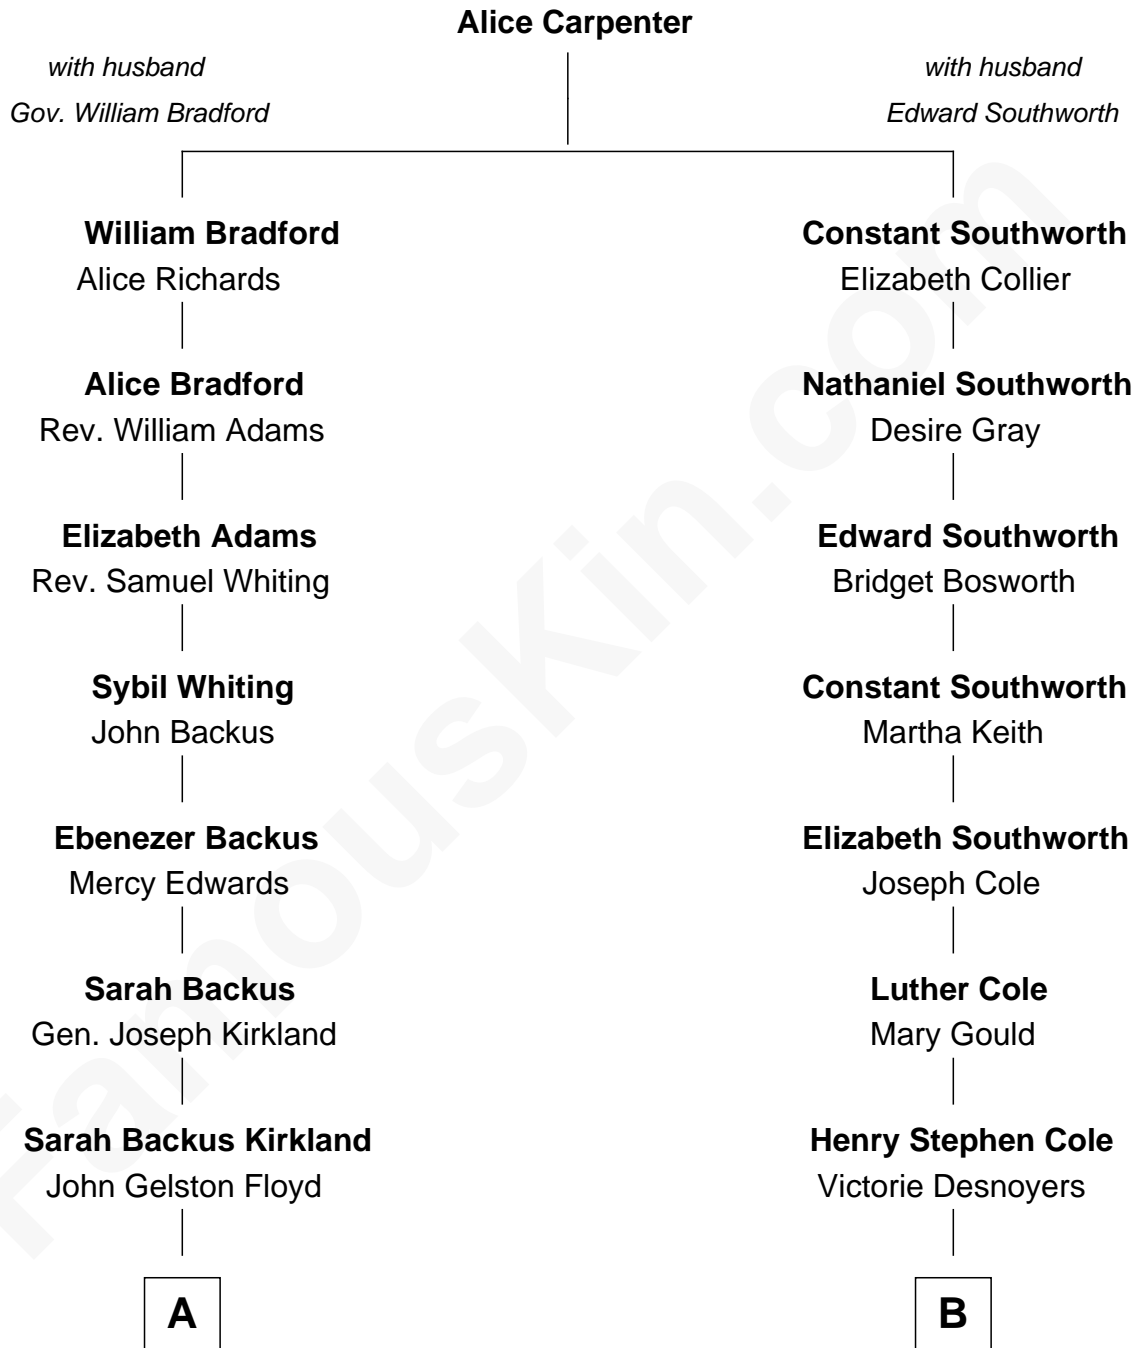 Alice Carpenter
with husband
Gov. William Bradford
with husband
Edward Southworth
William Bradford
Alice Richards
Constant Southworth
Elizabeth Collier
Alice Bradford
Rev. William Adams
Nathaniel Southworth
Desire Gray
Elizabeth Adams
Rev. Samuel Whiting
Edward Southworth
Bridget Bosworth
Sybil Whiting
John Backus
Constant Southworth
Martha Keith
Ebenezer Backus
Mercy Edwards
Elizabeth Southworth
Joseph Cole
Sarah Backus
Gen. Joseph Kirkland
Luther Cole
Mary Gould
Sarah Backus Kirkland
John Gelston Floyd
Henry Stephen Cole
Victorie Desnoyers
A
B
FamousKin.com